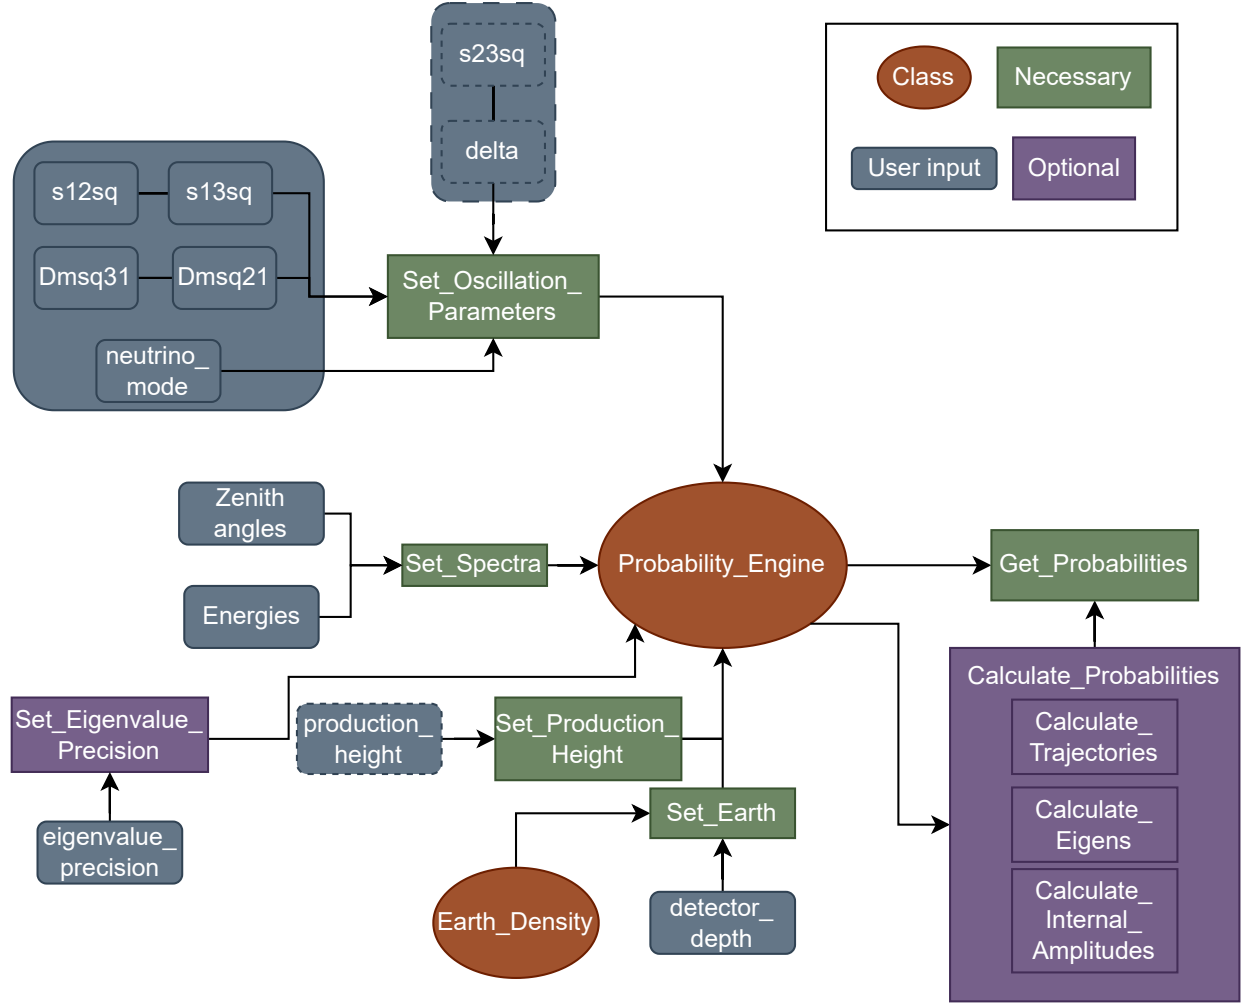 s23sq
delta
Class
Necessary
User input
Optional
s12sq
s13sq
Dmsq31
Dmsq21
neutrino_
mode
Set_Oscillation_
Parameters
Zenith
angles
Energies
Set_Spectra
Probability_Engine
Get_Probabilities
Set_Eigenvalue_
Precision
production_
height
Set_Production_
Height
eigenvalue_
precision
Set_Earth
Earth_Density
detector_
depth
Calculate_Probabilities
Calculate_
Trajectories
Calculate_
Eigens
Calculate_
Internal_
Amplitudes